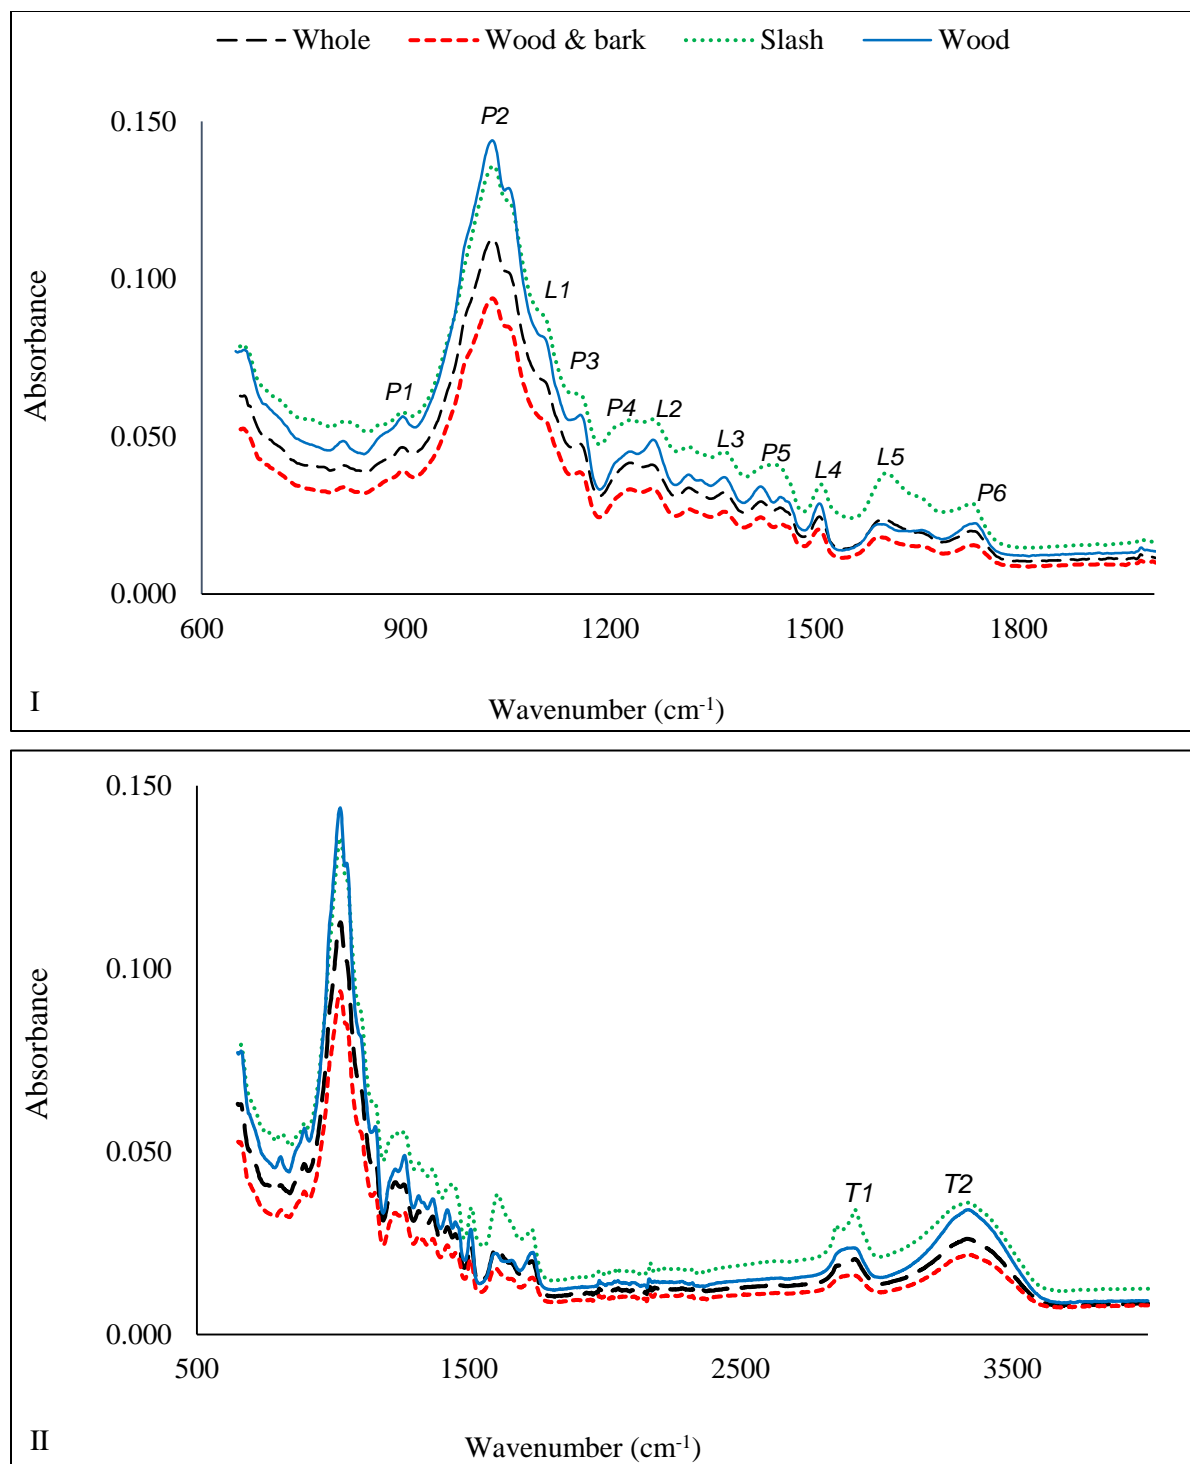 Whole Wood & bark Slash Wood
P2
0.150
0.100
L1
P3
P1
P4 L2
0.050
L3
P5
L4
L5
P6
0.000
600 900 1200 1500 1800
Absorbance
Wavenumber (cm-1)
I
0.150
0.100
0.050
T1 T2
0.000
500 1500 2500 3500
Absorbance
Wavenumber (cm-1)
II